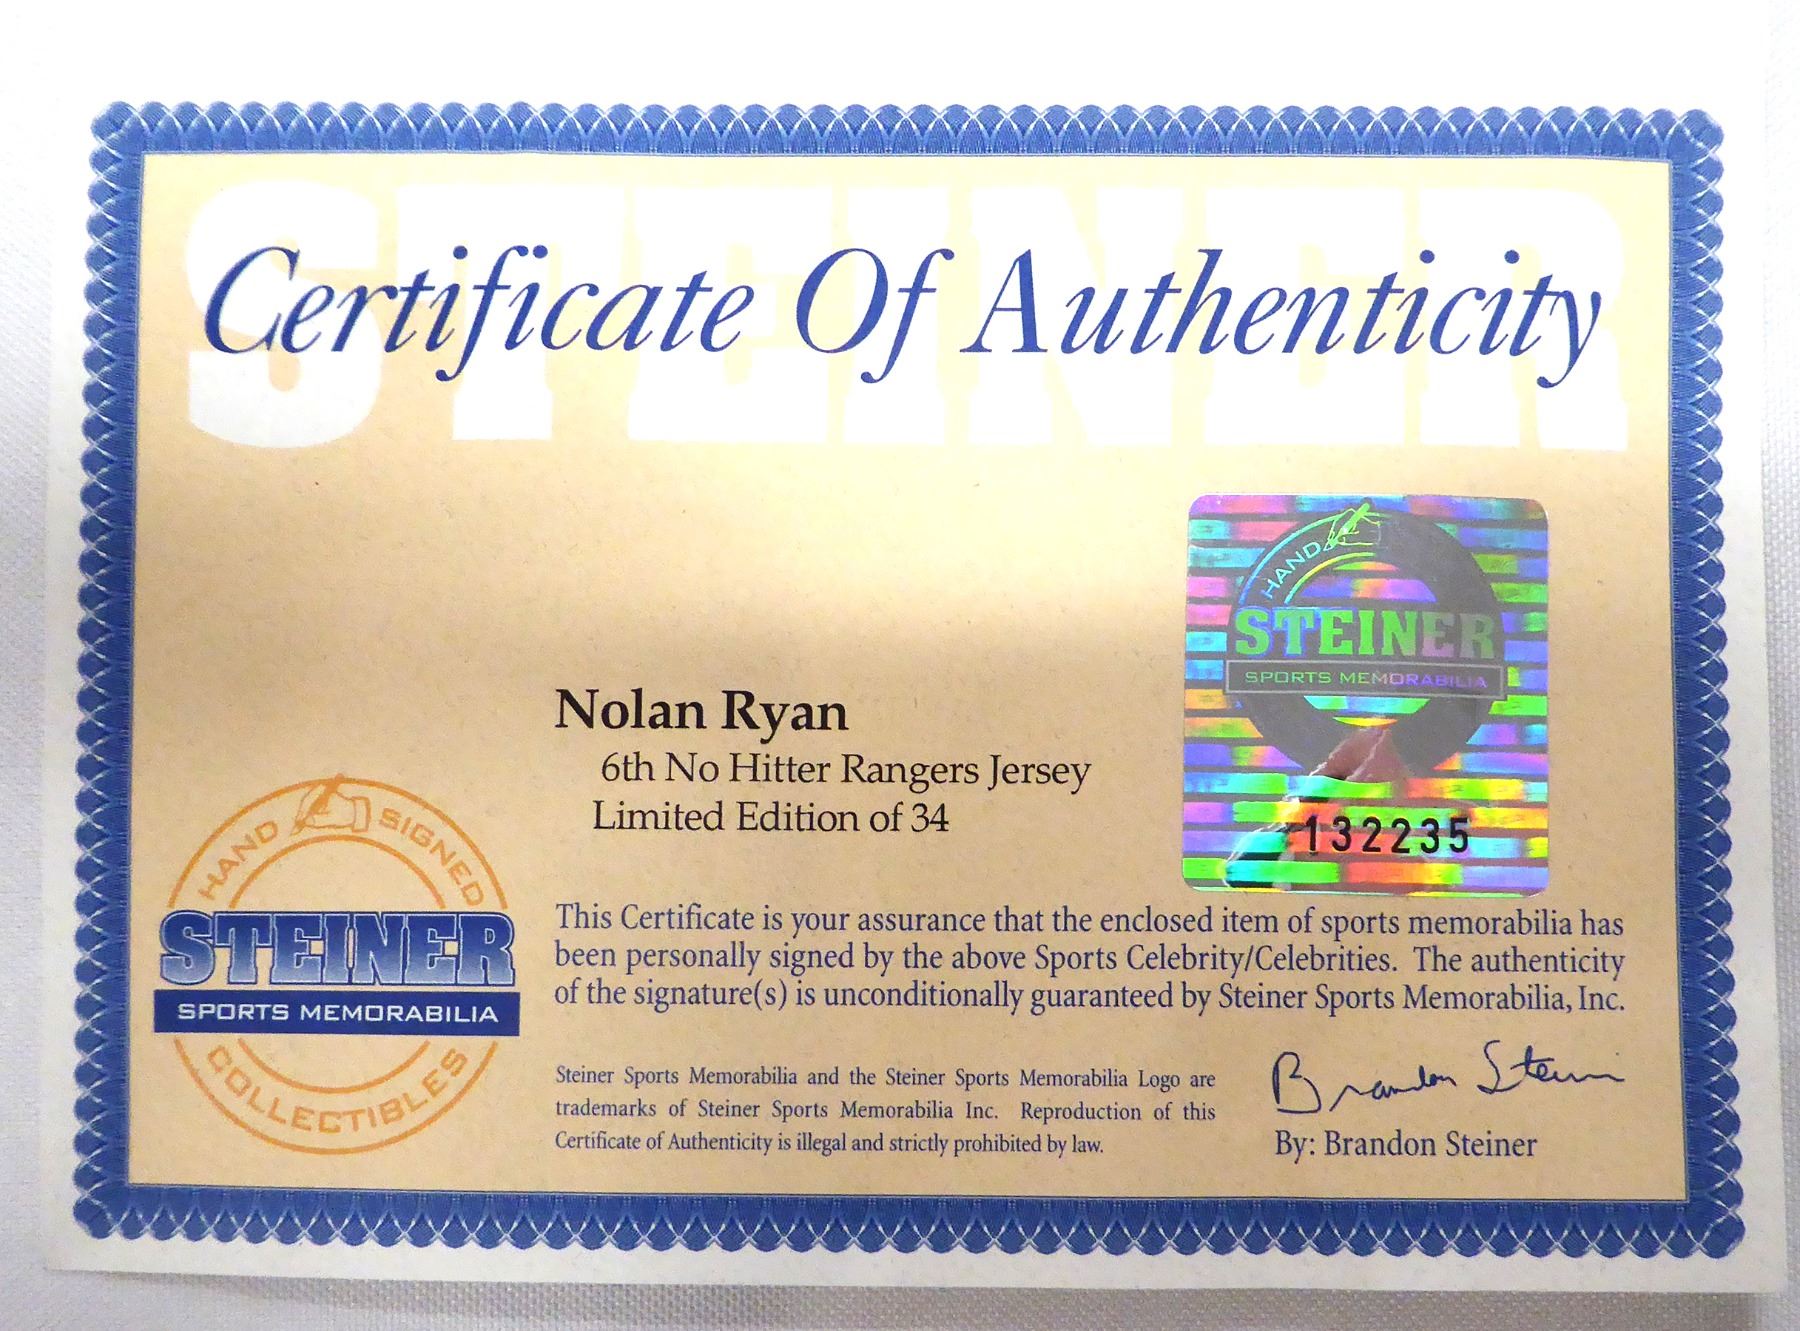 STEINER
Certificate Of Authenticity
HAND
STEINER
SPORTS MEMORABILIA
132235
Nolan Ryan
6th No Hitter Rangers Jersey
Limited Edition of 34
HAND SIGNED
STEINER
SPORTS MEMORABILIA
COLLECTIBLES
This Certificate is your assurance that the enclosed item of sports memorabilia has
been personally signed by the above Sports Celebrity/Celebrities. The authenticity
of the signature(s) is unconditionally guaranteed by Steiner Sports Memorabilia, Inc.
Steiner Sports Memorabilia and the Steiner Sports Memorabilia Logo are
trademarks of Steiner Sports Memorabilia Inc. Reproduction of this
Certificate of Authenticity is illegal and strictly prohibited by law.
Brandon Steiner
By: Brandon Steiner